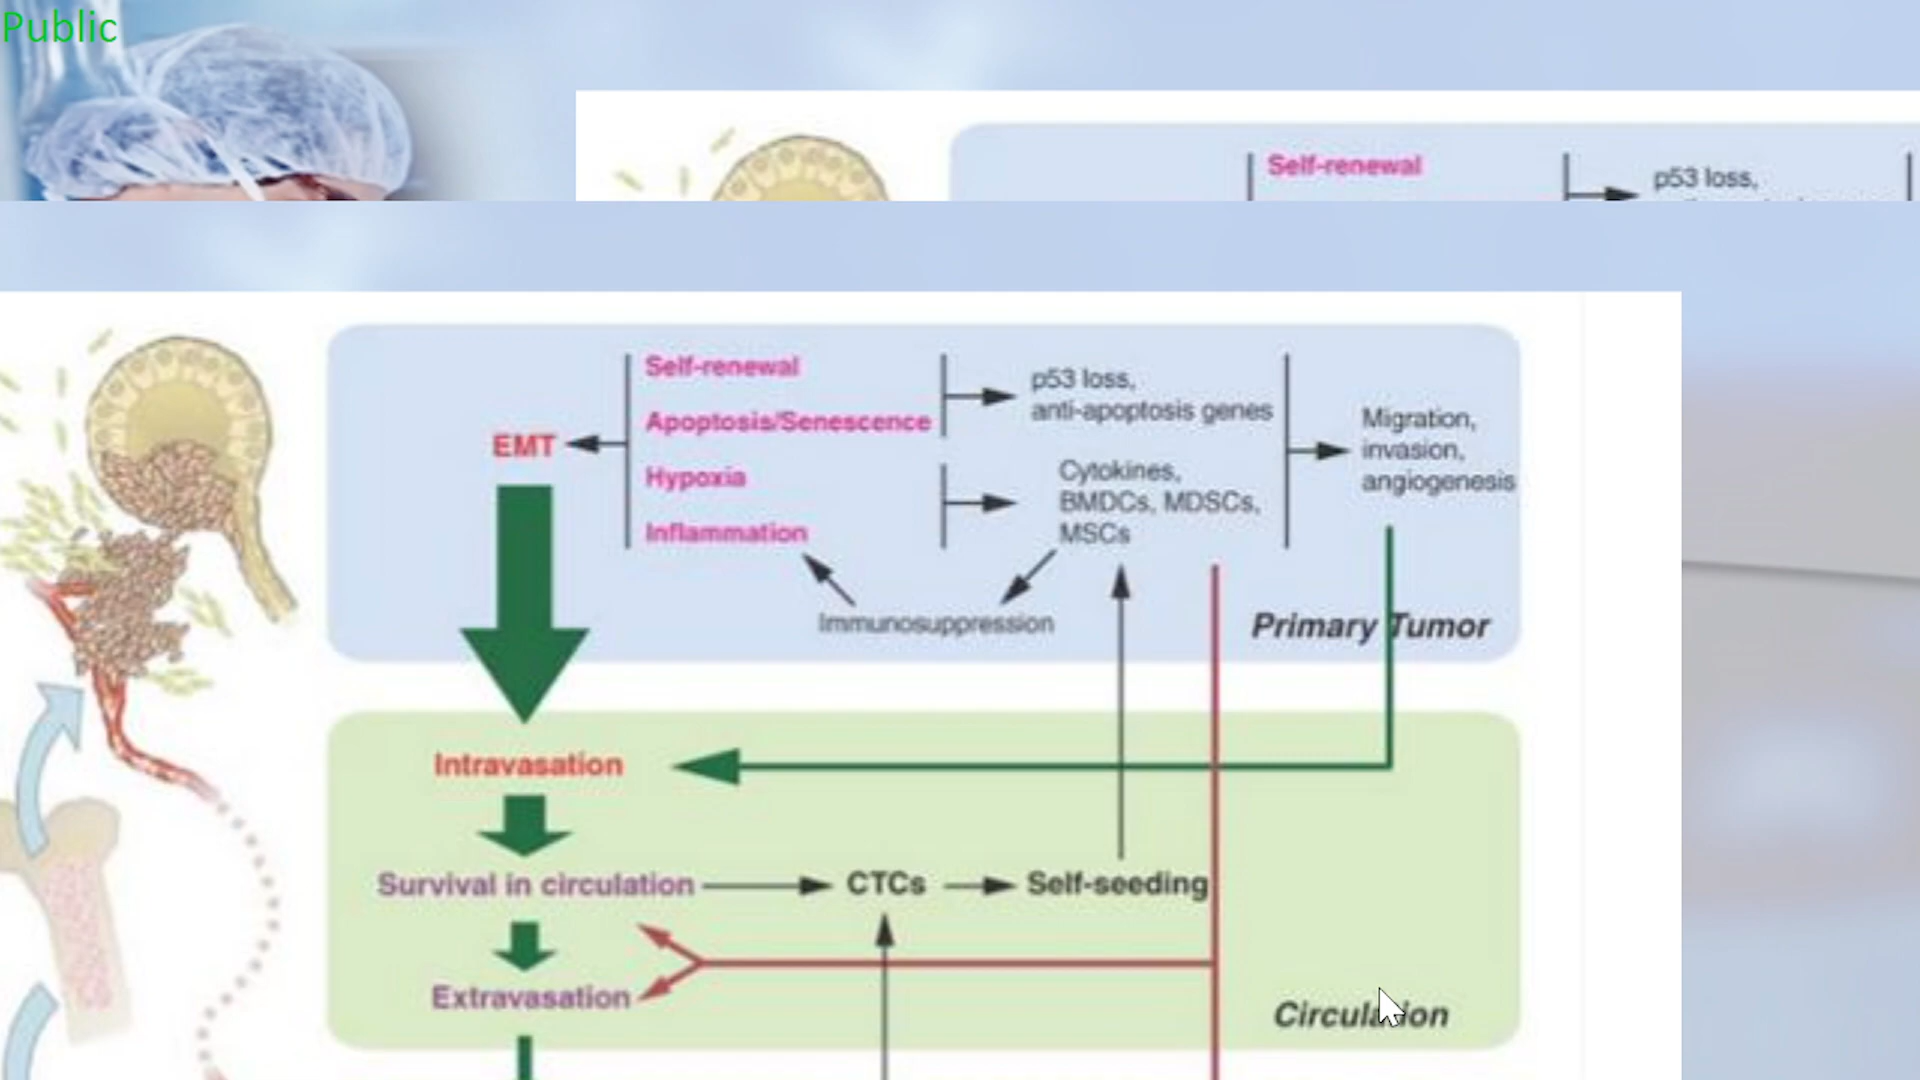 Public
Self-renewal
p53 loss,
Self-renewal
Apoptosis/Senescence
Hypoxia
Inflammation
EMT
p53 loss,
anti-apoptosis genes
Cytokines,
BMDCs, MDSCs,
MSCs
Migration,
invasion,
angiogenesis
Immunosuppression
Primary Tumor
Intravasation
Survival in circulation
CTCs
Self-seeding
Extravasation
Circulation